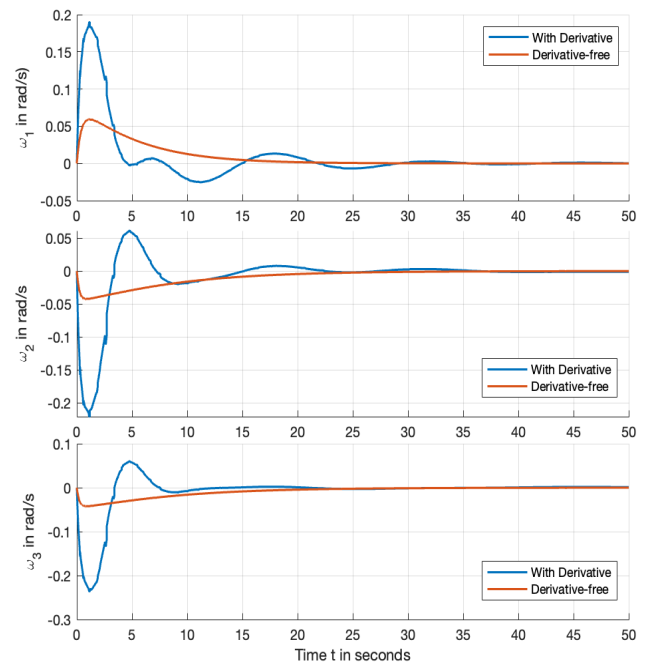 0.2
0.15
0.1
0.05
0
-0.05
ω1 in rad/s)
With Derivative
Derivative-free
0 5 10 15 20 25 30 35 40 45 50
0.05
0
-0.05
-0.1
-0.15
-0.2
ω2 in rad/s
With Derivative
Derivative-free
0 5 10 15 20 25 30 35 40 45 50
0.1
0
-0.1
-0.2
-0.3
ω3 in rad/s
With Derivative
Derivative-free
0 5 10 15 20 25 30 35 40 45 50
Time t in seconds